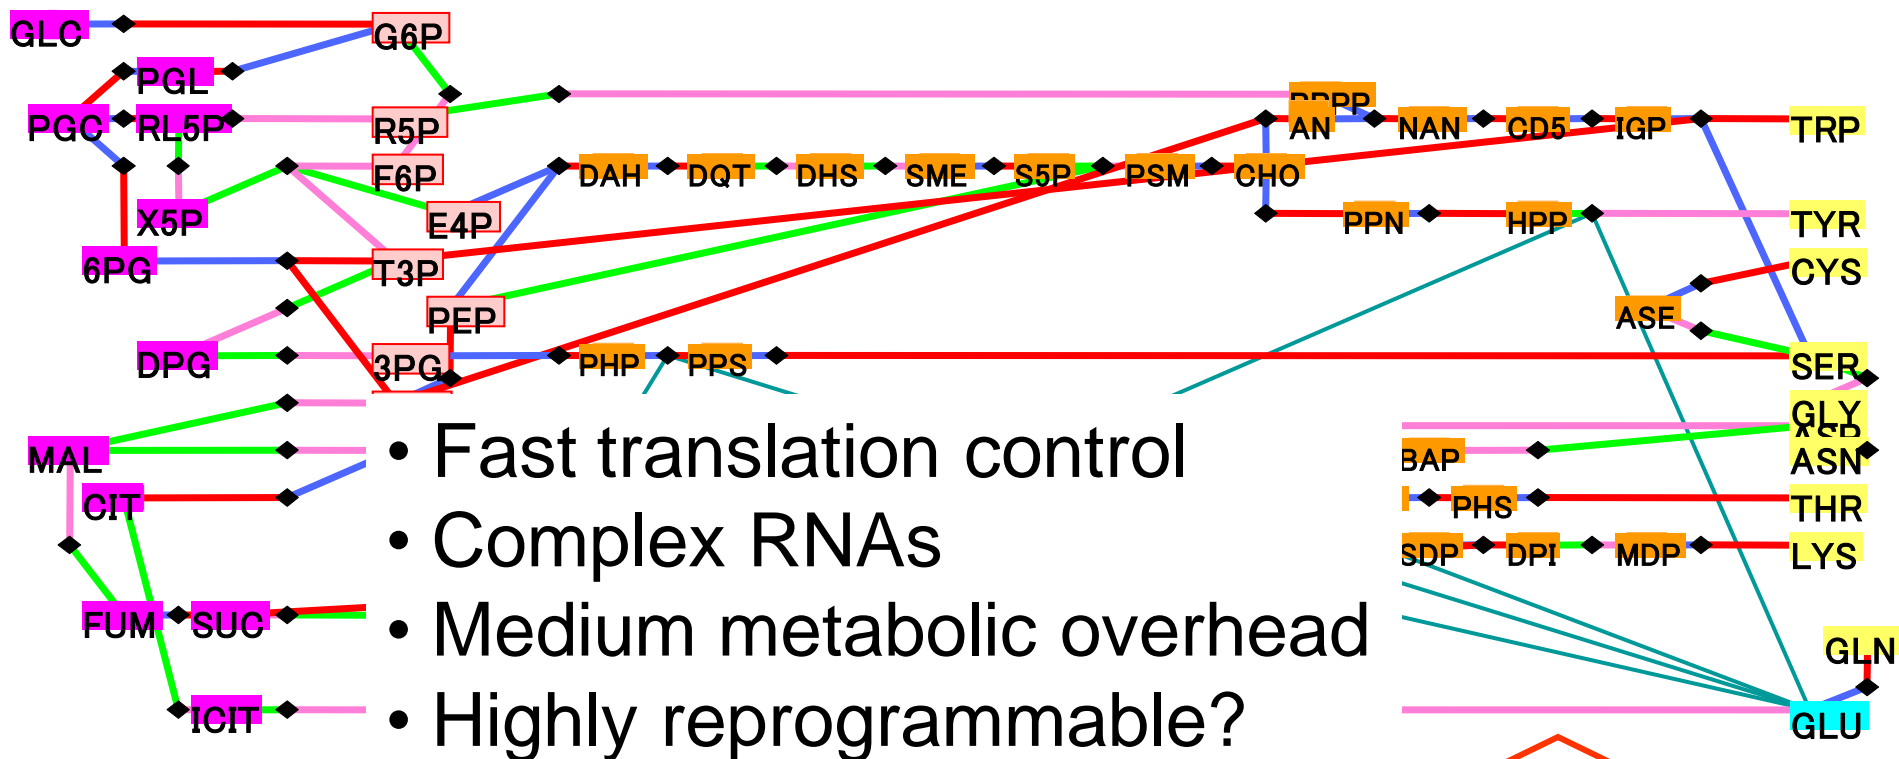 GLC
G6P
PGL
PGC
RL5P
R5P
AN
NAN
CD5
IGP
TRP
F6P
DAH
DQT
DHS
SME
S5P
PSM
CHO
X5P
E4P
PPN
HPP
TYR
6PG
T3P
CYS
PEP
ASE
DPG
3PG
PHP
PPS
SER
GLY
MAL
BAP
ASN
CIT
PHS
THR
SDP
DPI
MDP
LYS
FUM
SUC
GLN
ICIT
GLU
• Fast translation control
• Complex RNAs
• Medium metabolic overhead
• Highly reprogrammable?